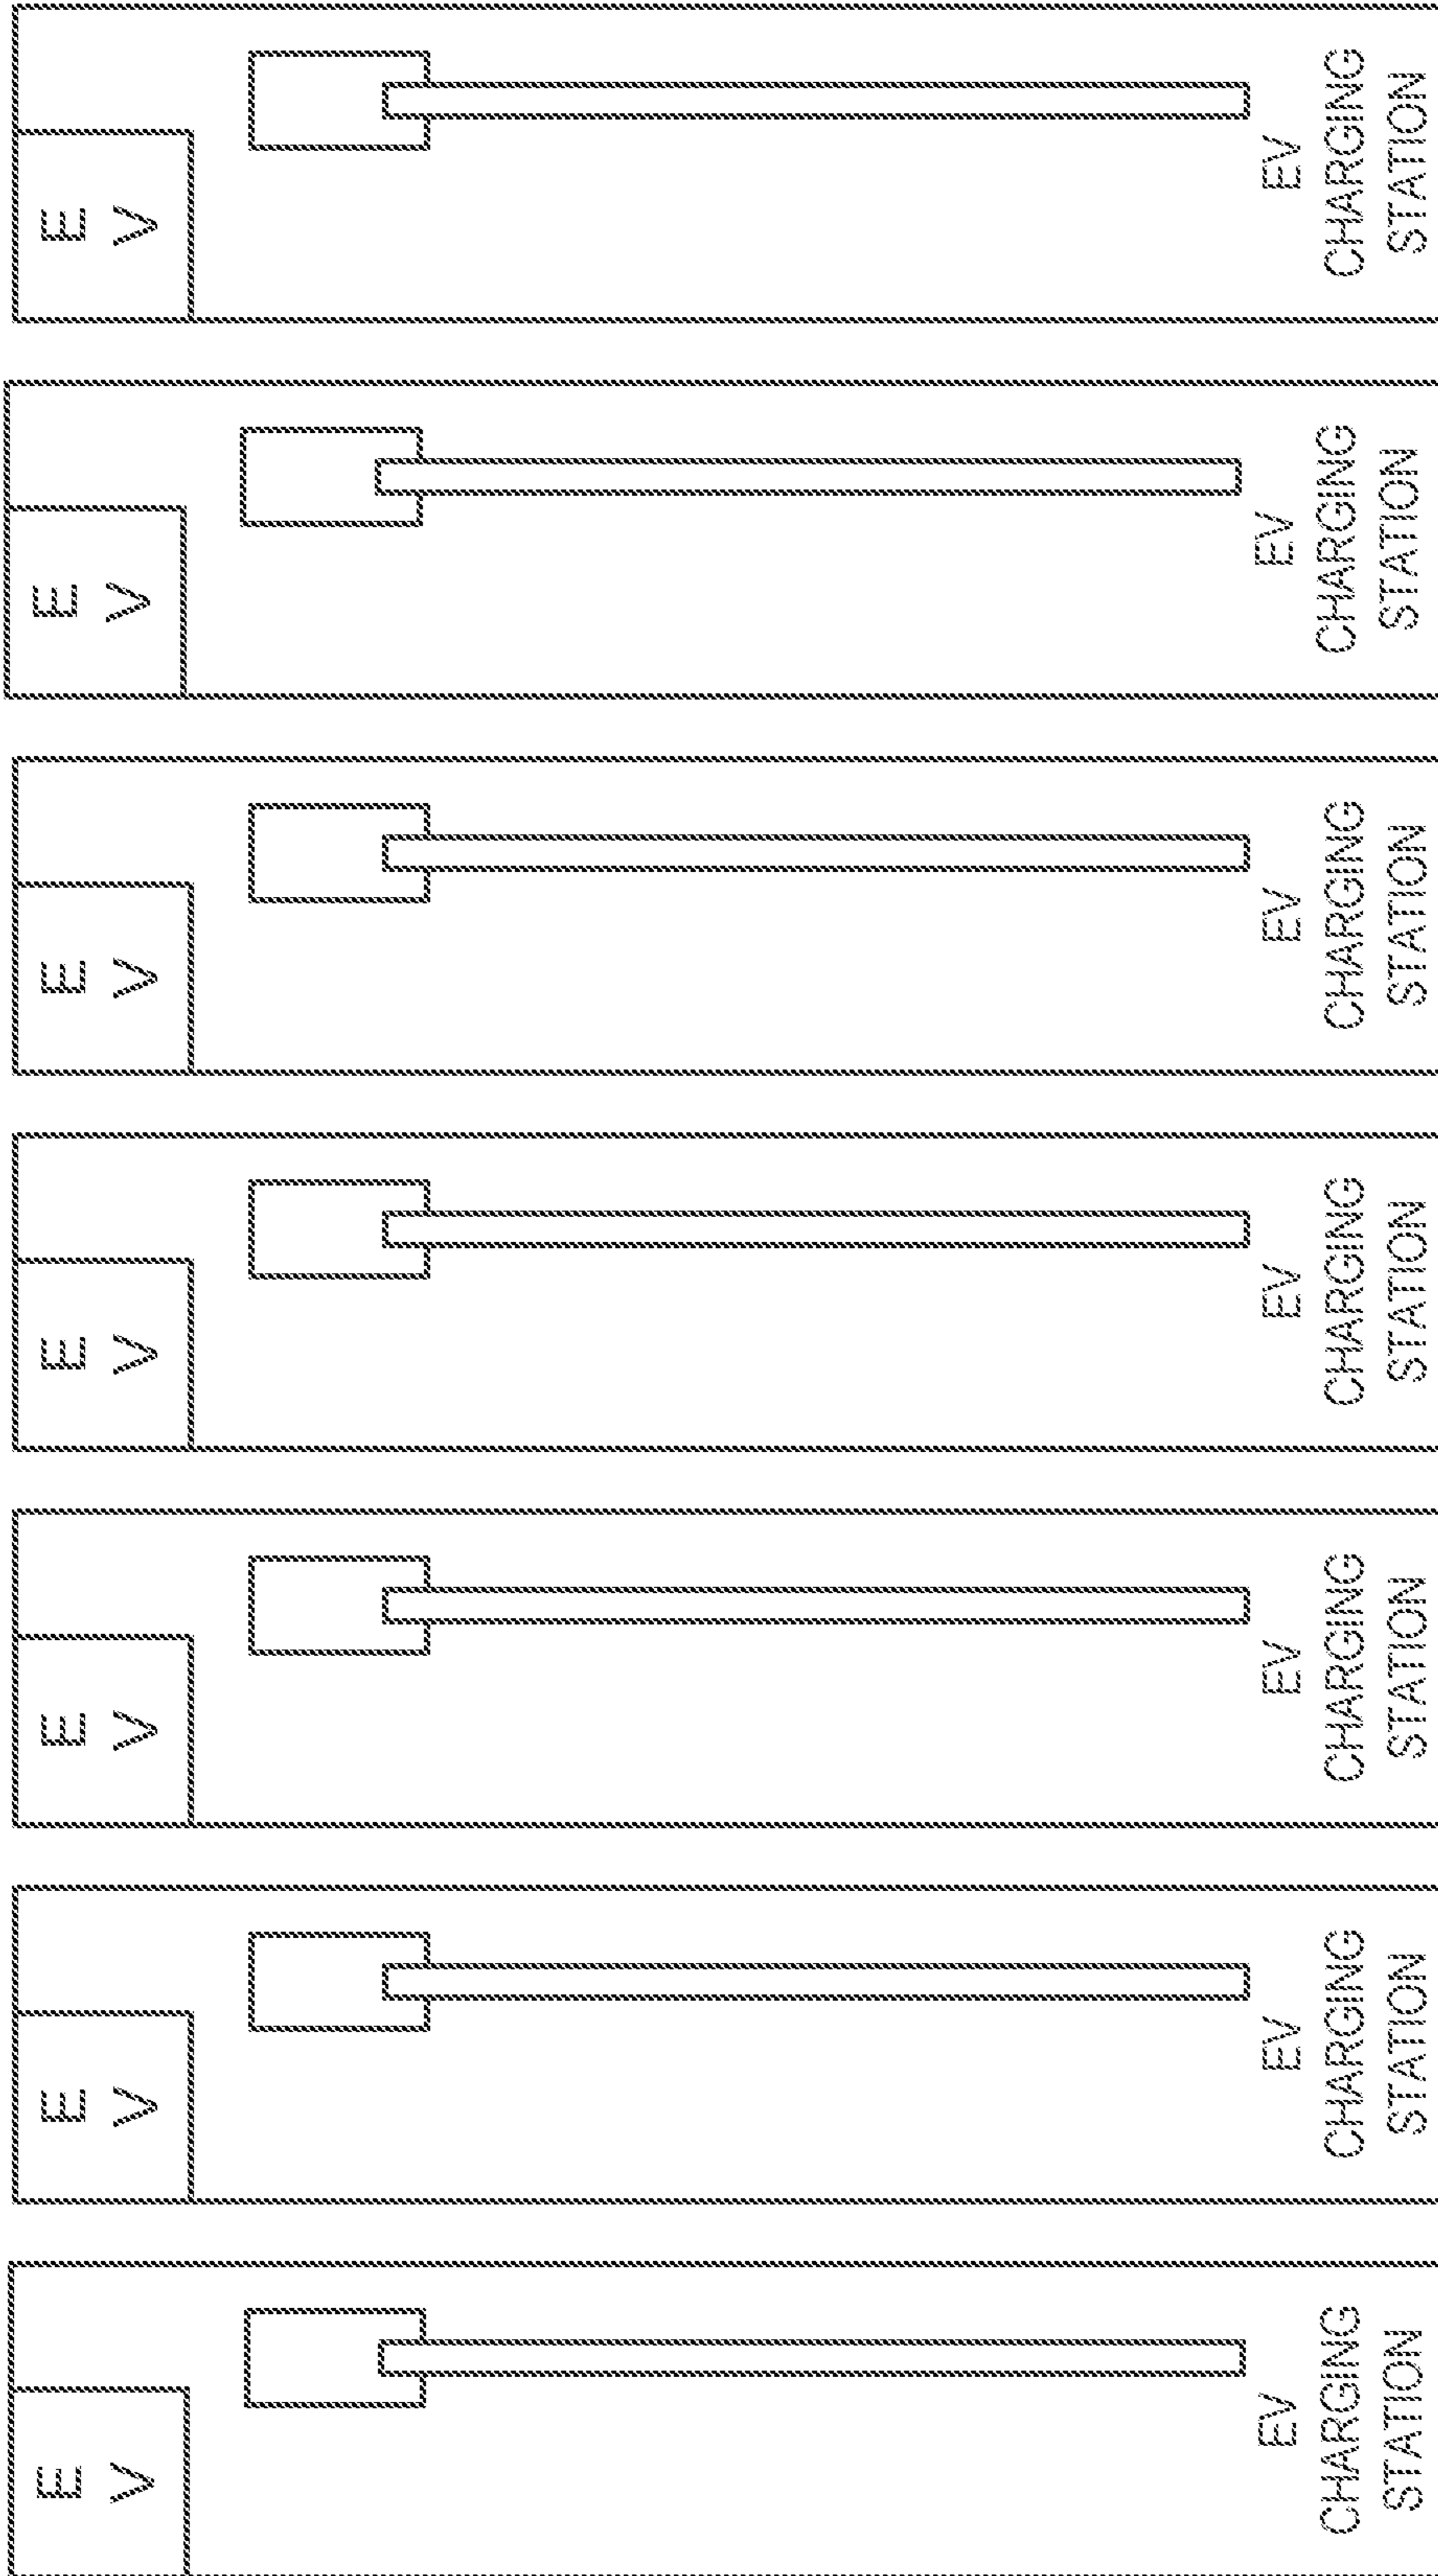 E
V
EV
CHARGING
STATION
E
V
EV
CHARGING
STATION
E
V
EV
CHARGING
STATION
E
V
EV
CHARGING
STATION
E
V
EV
CHARGING
STATION
E
V
EV
CHARGING
STATION
E
V
EV
CHARGING
STATION